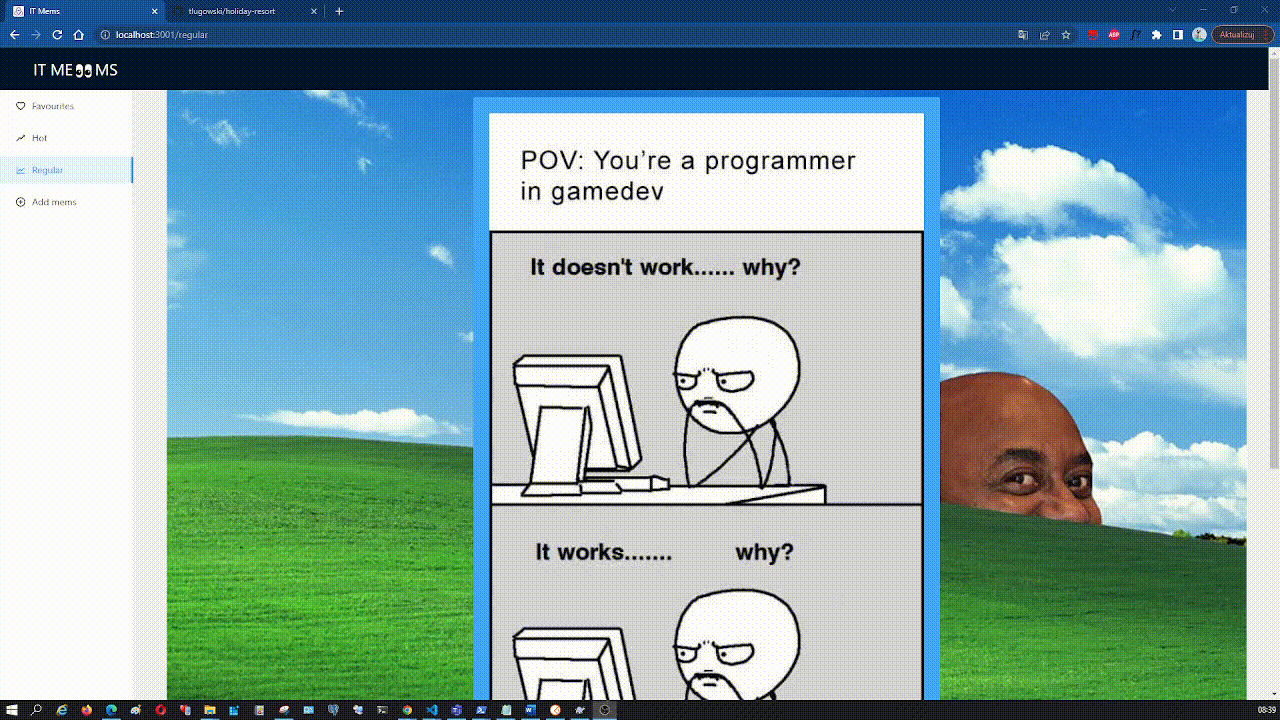 IT Mems
tlugowski/holiday-resort
localhost:3001/regular
ABP
Aktualizuj
IT ME MS
Favourites
Hot
Regular
Add mems
POV: You're a programmer
in gamedev
It doesn't work...... why?
It works....... why?
08:39